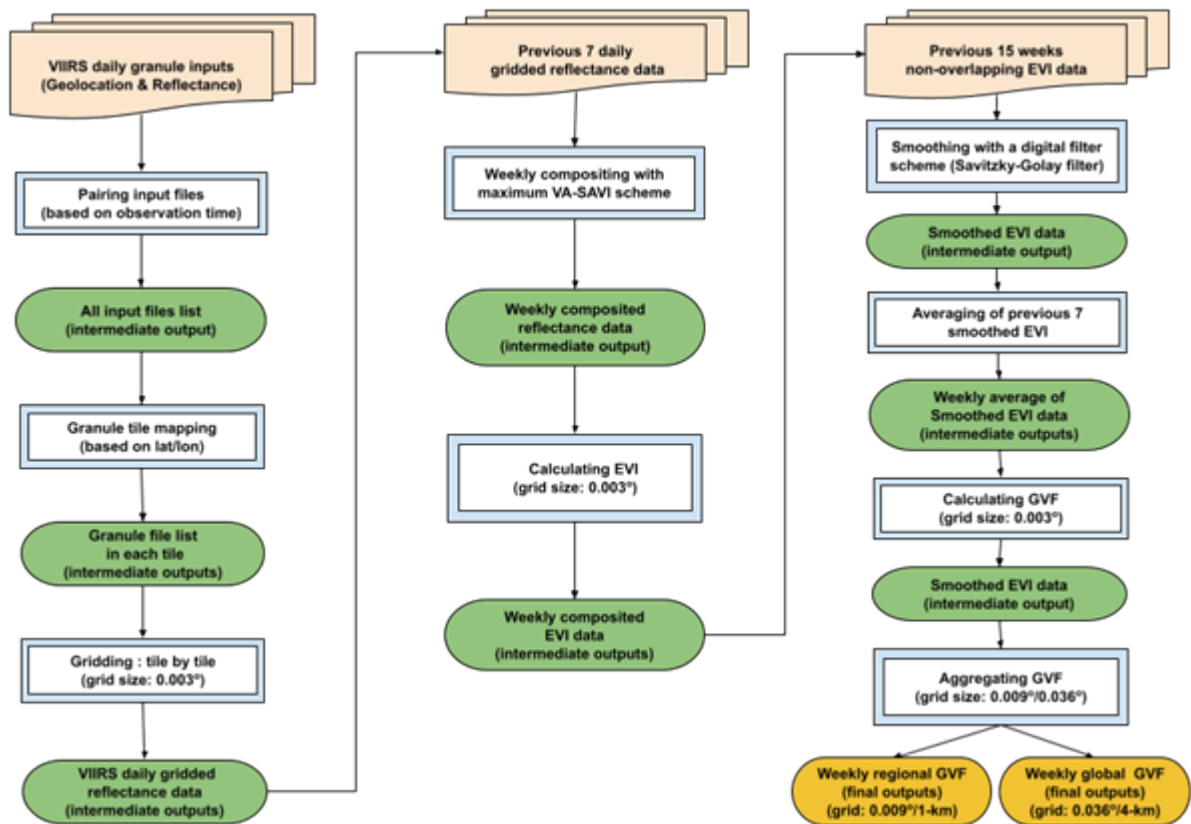 VIIRS daily granule inputs
(Geolocation & Reflectance)
Pairing input files
(based on observation time)
All input files list
(intermediate output)
Granule tile mapping
(based on lat/lon)
Granule file list
in each tile
(intermediate outputs)
Gridding : tile by tile
(grid size: 0.003º)
VIIRS daily gridded
reflectance data
(intermediate outputs)
Previous 7 daily
gridded reflectance data
Weekly compositing with
maximum VA-SAVI scheme
Weekly composited
reflectance data
(intermediate output)
Calculating EVI
(grid size: 0.003º)
Weekly composited
EVI data
(intermediate outputs)
Previous 15 weeks
non-overlapping EVI data
Smoothing with a digital filter
scheme (Savitzky-Golay filter)
Smoothed EVI data
(intermediate output)
Averaging of previous 7
smoothed EVI
Weekly average of
Smoothed EVI data
(intermediate outputs)
Calculating GVF
(grid size: 0.003º)
Smoothed EVI data
(intermediate output)
Aggregating GVF
(grid size: 0.009º/0.036º)
Weekly regional GVF
(final outputs)
(grid: 0.009º/1-km)
Weekly global GVF
(final outputs)
(grid: 0.036º/4-km)